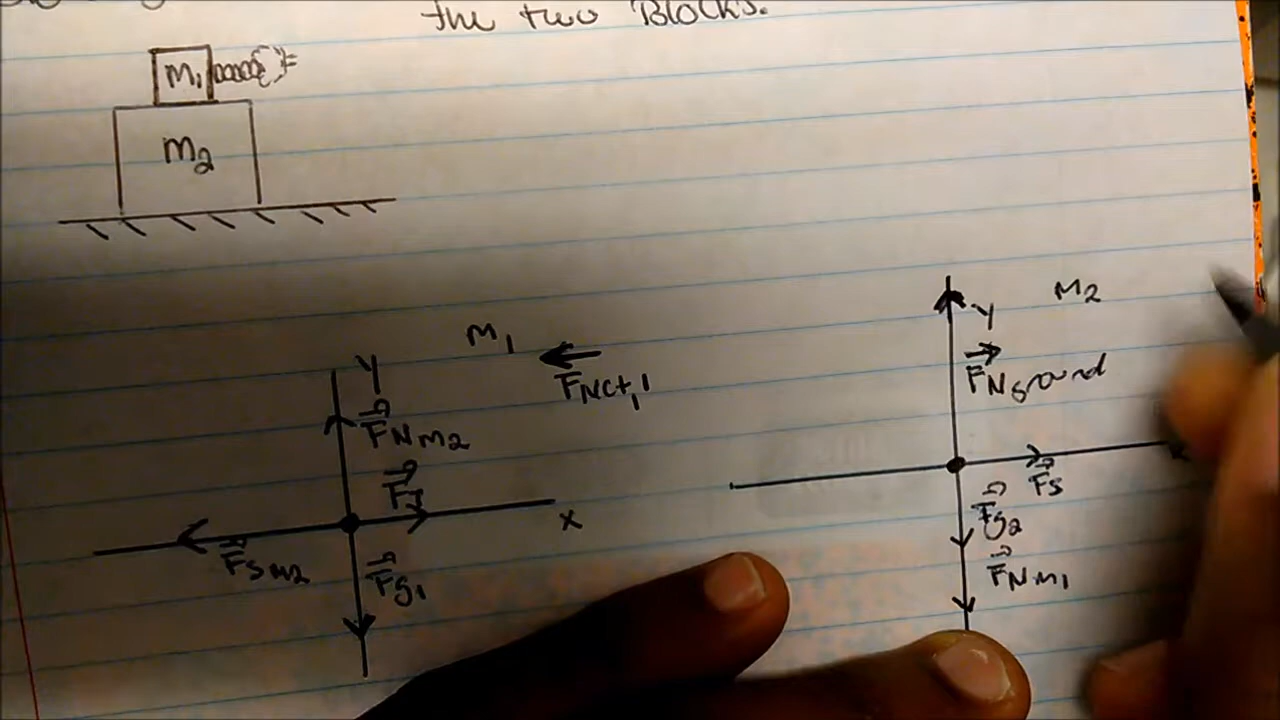 the two Blocks.
m1
m2
M1
Y
FNct,1
FNm2
FT
x
Fsm2
Fg1
M2
Y
FNground
Fs
Fg2
FNm1